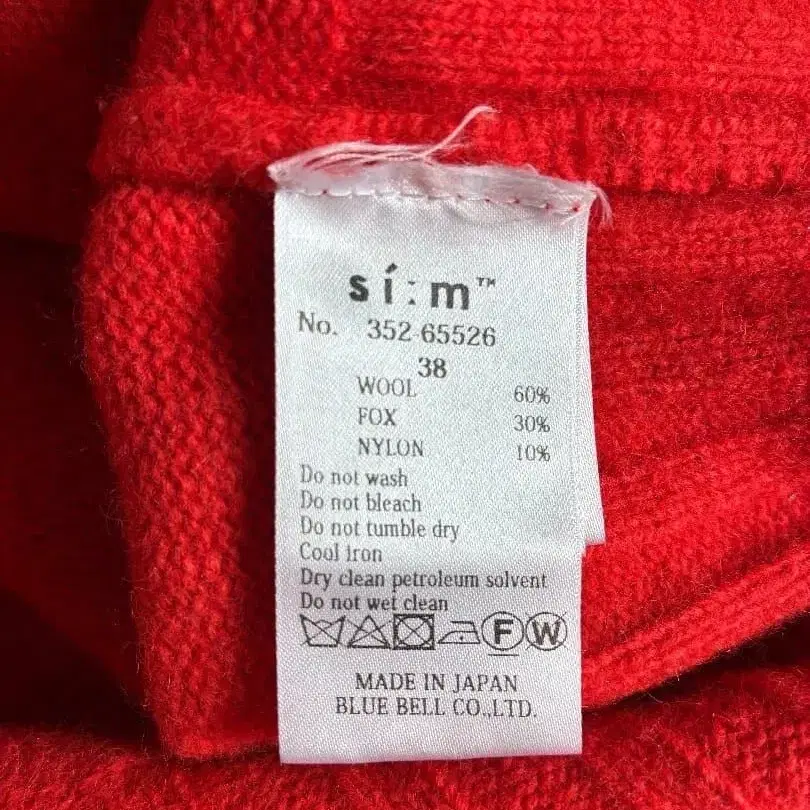 sí:m™
No. 352-65526
38
WOOL 60%
FOX 30%
NYLON 10%
Do not wash
Do not bleach
Do not tumble dry
Cool iron
Dry clean petroleum solvent
Do not wet clean
F W
MADE IN JAPAN
BLUE BELL CO.,LTD.